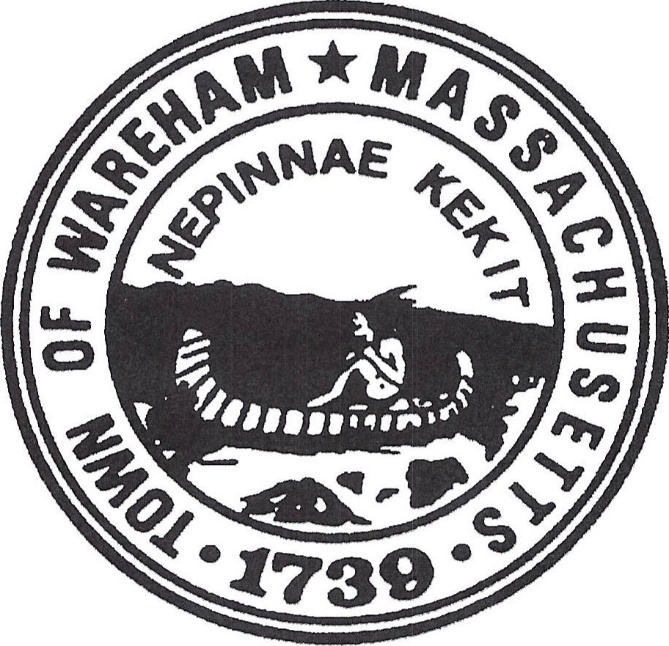 TOWN OF WAREHAM ★ MASSACHUSETTS
NEPINNAE KEKIT
· 1739 ·